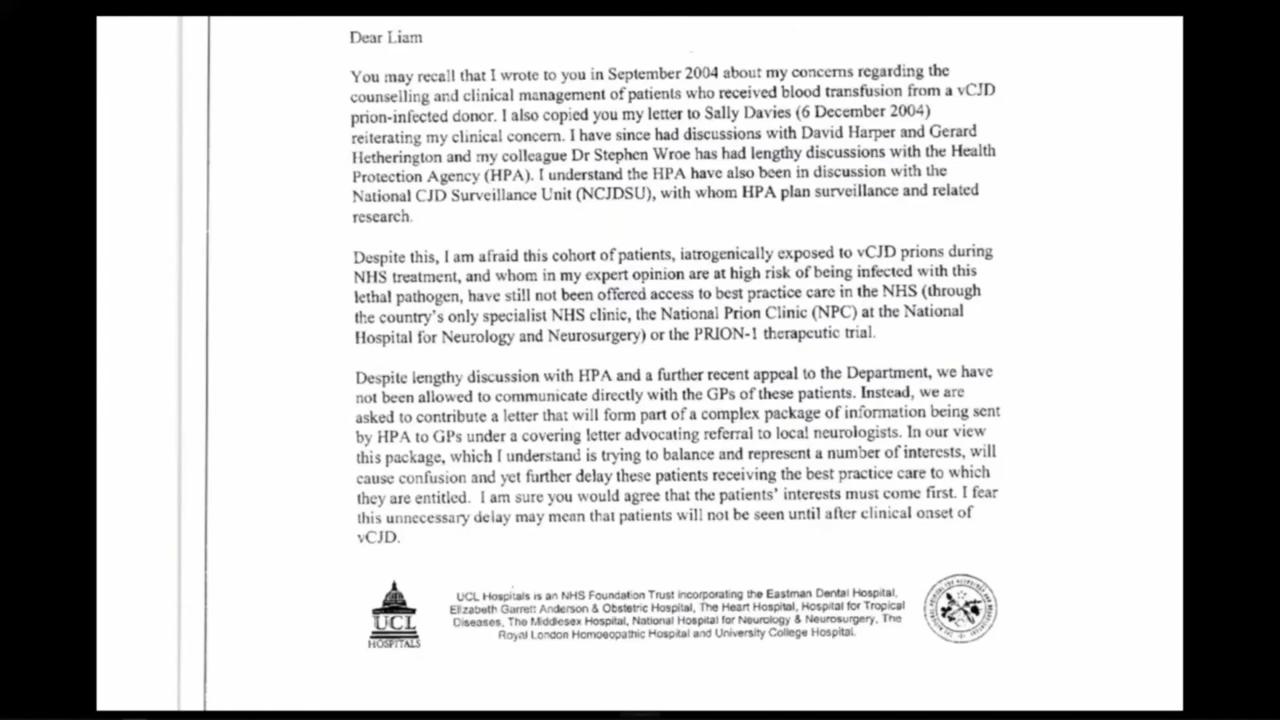 Dear Liam
You may recall that I wrote to you in September 2004 about my concerns regarding the
counselling and clinical management of patients who received blood transfusion from a vCJD
prion-infected donor. I also copied you my letter to Sally Davies (6 December 2004)
reiterating my clinical concern. I have since had discussions with David Harper and Gerard
Hetherington and my colleague Dr Stephen Wroe has had lengthy discussions with the Health
Protection Agency (HPA). I understand the HPA have also been in discussion with the
National CJD Surveillance Unit (NCJDSU), with whom HPA plan surveillance and related
research.
Despite this, I am afraid this cohort of patients, iatrogenically exposed to vCJD prions during
NHS treatment, and whom in my expert opinion are at high risk of being infected with this
lethal pathogen, have still not been offered access to best practice care in the NHS (through
the country's only specialist NHS clinic, the National Prion Clinic (NPC) at the National
Hospital for Neurology and Neurosurgery) or the PRION-1 therapeutic trial.
Despite lengthy discussion with HPA and a further recent appeal to the Department, we have
not been allowed to communicate directly with the GPs of these patients. Instead, we are
asked to contribute a letter that will form part of a complex package of information being sent
by HPA to GPs under a covering letter advocating referral to local neurologists. In our view
this package, which I understand is trying to balance and represent a number of interests, will
cause confusion and yet further delay these patients receiving the best practice care to which
they are entitled. I am sure you would agree that the patients' interests must come first. I fear
this unnecessary delay may mean that patients will not be seen until after clinical onset of
vCJD.
UCL
HOSPITALS
UCL Hospitals is an NHS Foundation Trust incorporating the Eastman Dental Hospital,
Elizabeth Garrett Anderson & Obstetric Hospital, The Heart Hospital, Hospital for Tropical
Diseases, The Middlesex Hospital, National Hospital for Neurology & Neurosurgery, The
Royal London Homoeopathic Hospital and University College Hospital.